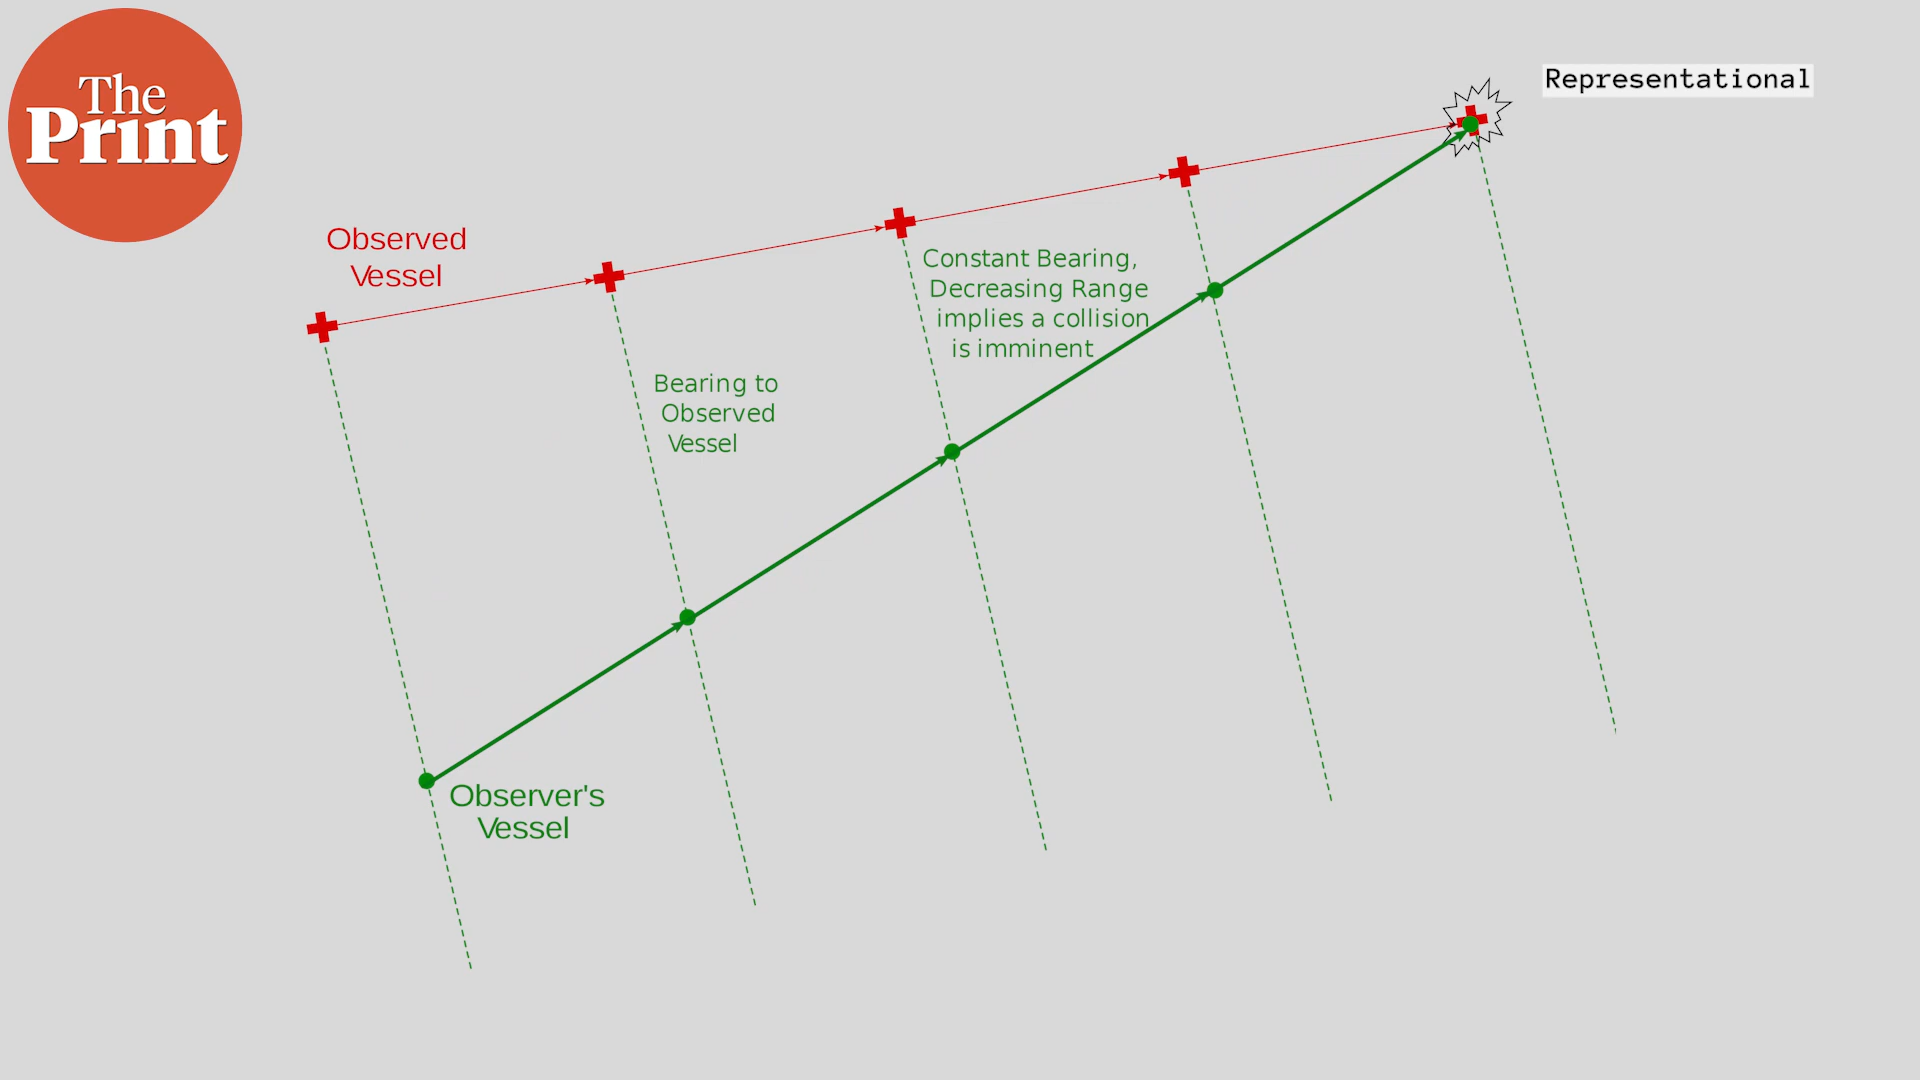 The
Print
Representational
Observed
Vessel
Constant Bearing,
Decreasing Range
implies a collision
is imminent
Bearing to
Observed
Vessel
Observer's
Vessel